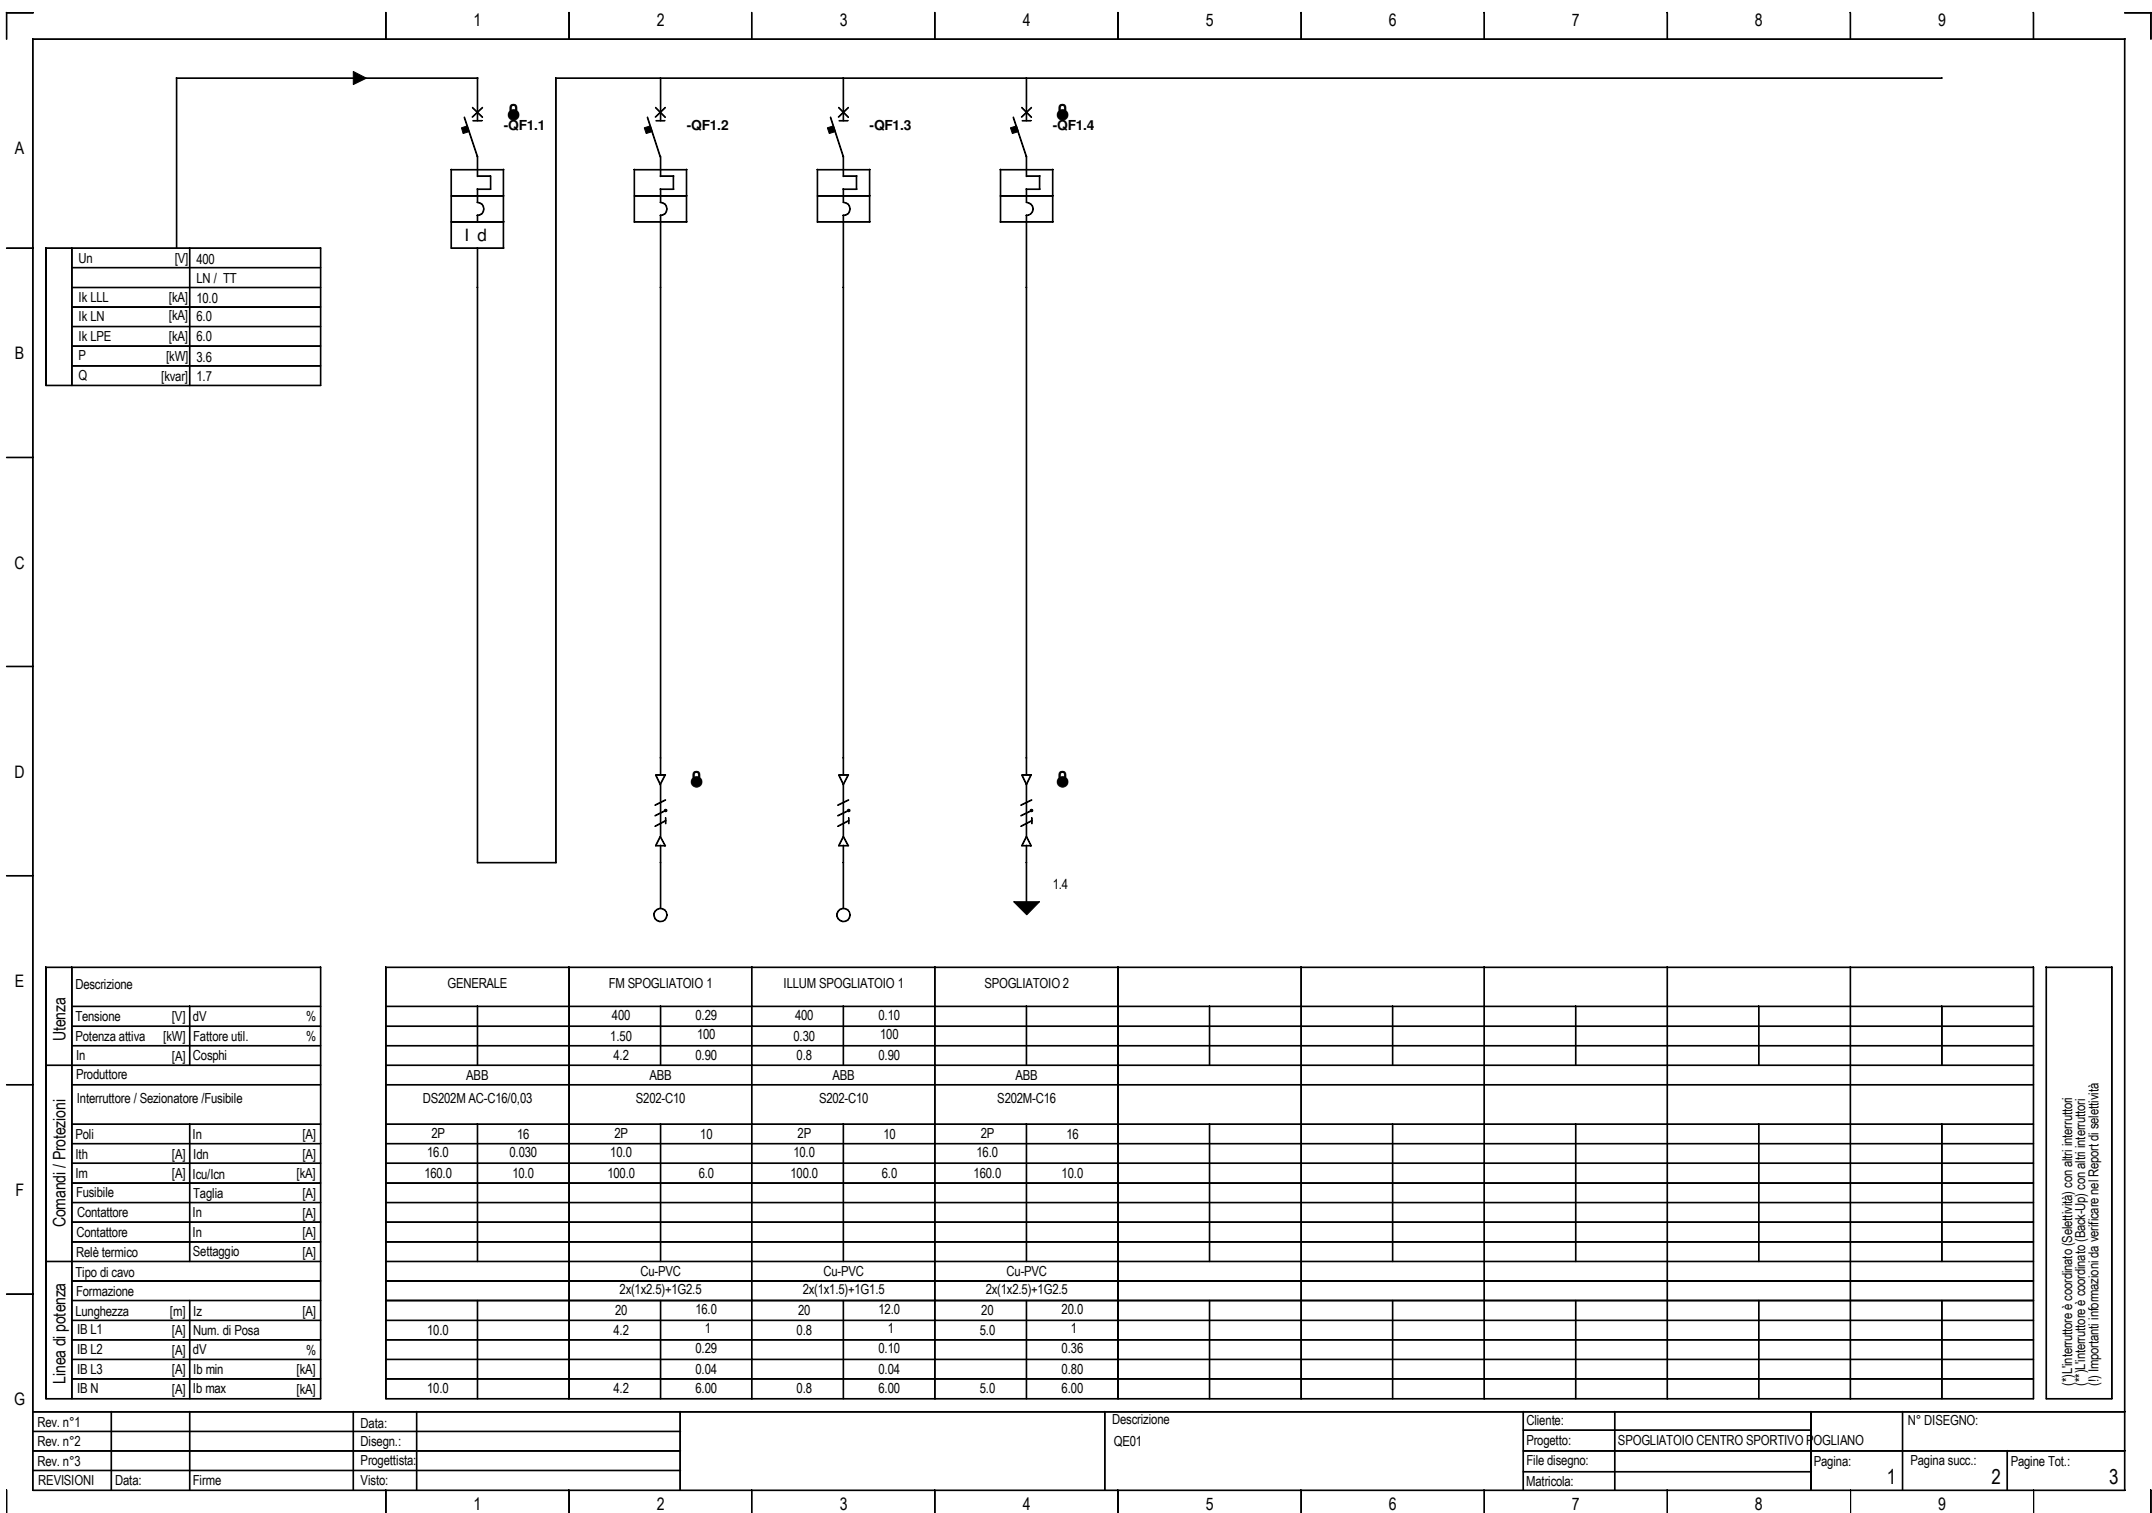 1 2 3 4 5 6 7 8 9
A
-QF1.1 -QF1.2 -QF1.3 -QF1.4
I d
B
Un [V] 400
LN / TT
Ik LLL [kA] 10.0
Ik LN [kA] 6.0
Ik LPE [kA] 6.0
P [kW] 3.6
Q [kvar] 1.7
C
D
1.4
E
Utenza
Descrizione GENERALE FM SPOGLIATOIO 1 ILLUM SPOGLIATOIO 1 SPOGLIATOIO 2
Tensione [V] dV % 400 0.29 400 0.10
Potenza attiva [kW] Fattore util. % 1.50 100 0.30 100
In [A] Cosphi 4.2 0.90 0.8 0.90
Comandi / Protezioni
Produttore ABB ABB ABB ABB
Interruttore / Sezionatore /Fusibile DS202M AC-C16/0,03 S202-C10 S202-C10 S202M-C16
Poli In [A] 2P 16 2P 10 2P 10 2P 16
Ith [A] Idn [A] 16.0 0.030 10.0 10.0 16.0
Im [A] Icu/Icn [kA] 160.0 10.0 100.0 6.0 100.0 6.0 160.0 10.0
F
Fusibile Taglia [A]
Contattore In [A]
Contattore In [A]
Relè termico Settaggio [A]
Linea di potenza
Tipo di cavo Cu-PVC Cu-PVC Cu-PVC
Formazione 2x(1x2.5)+1G2.5 2x(1x1.5)+1G1.5 2x(1x2.5)+1G2.5
Lunghezza [m] Iz [A] 20 16.0 20 12.0 20 20.0
IB L1 [A] Num. di Posa 10.0 4.2 1 0.8 1 5.0 1
IB L2 [A] dV % 0.29 0.10 0.36
IB L3 [A] Ib min [kA] 0.04 0.04 0.80
IB N [A] Ib max [kA] 10.0 4.2 6.00 0.8 6.00 5.0 6.00
G
(*)L'interruttore è coordinato (Selettività) con altri interruttori
(**)L'interruttore è coordinato (Back-Up) con altri interruttori
(!) Importanti informazioni da verificare nel Report di selettività
Rev. n°1 Data: Descrizione Cliente: N° DISEGNO:
Rev. n°2 Disegn.: QE01 Progetto: SPOGLIATOIO CENTRO SPORTIVO POGLIANO
Rev. n°3 Progettista: File disegno: Pagina: 1 Pagina succ.: 2 Pagine Tot.: 3
REVISIONI Data: Firme Visto: Matricola:
1 2 3 4 5 6 7 8 9